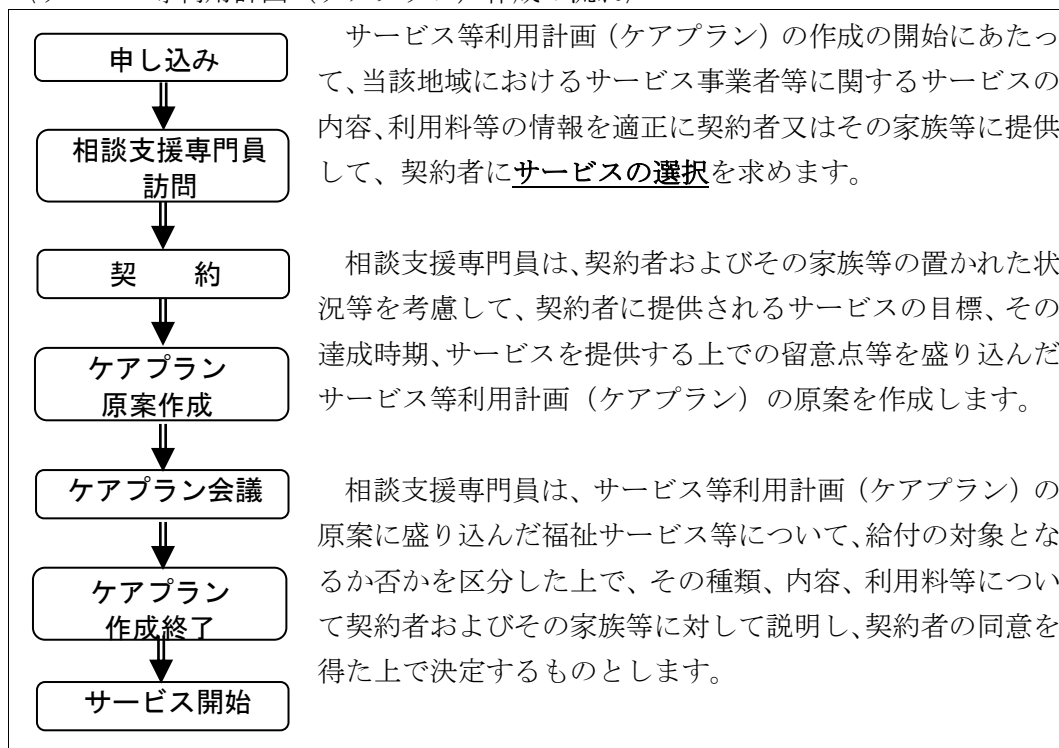 申し込み
相談支援専門員
訪問
契　　約
ケアプラン
原案作成
ケアプラン会議
ケアプラン
作成終了
サービス開始
サービス等利用計画（ケアプラン）の作成の開始にあたっ
て、当該地域におけるサービス事業者等に関するサービスの
内容、利用料等の情報を適正に契約者又はその家族等に提供
して、契約者にサービスの選択を求めます。
相談支援専門員は、契約者およびその家族等の置かれた状
況等を考慮して、契約者に提供されるサービスの目標、その
達成時期、サービスを提供する上での留意点等を盛り込んだ
サービス等利用計画（ケアプラン）の原案を作成します。
相談支援専門員は、サービス等利用計画（ケアプラン）の
原案に盛り込んだ福祉サービス等について、給付の対象とな
るか否かを区分した上で、その種類、内容、利用料等につい
て契約者およびその家族等に対して説明し、契約者の同意を
得た上で決定するものとします。